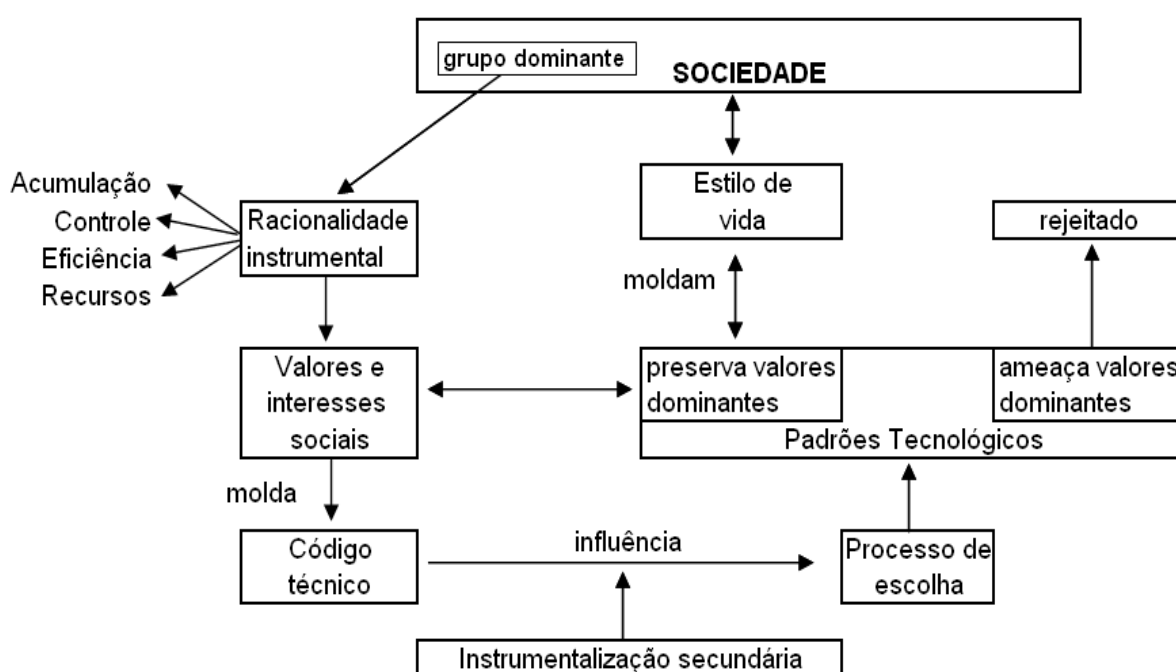 grupo dominante
SOCIEDADE
Acumulação
Controle
Eficiência
Recursos
Racionalidade
instrumental
Estilo de
vida
rejeitado
moldam
Valores e
interesses
sociais
preserva valores
dominantes
ameaça valores
dominantes
Padrões Tecnológicos
molda
Código
técnico
influência
Processo de
escolha
Instrumentalização secundária